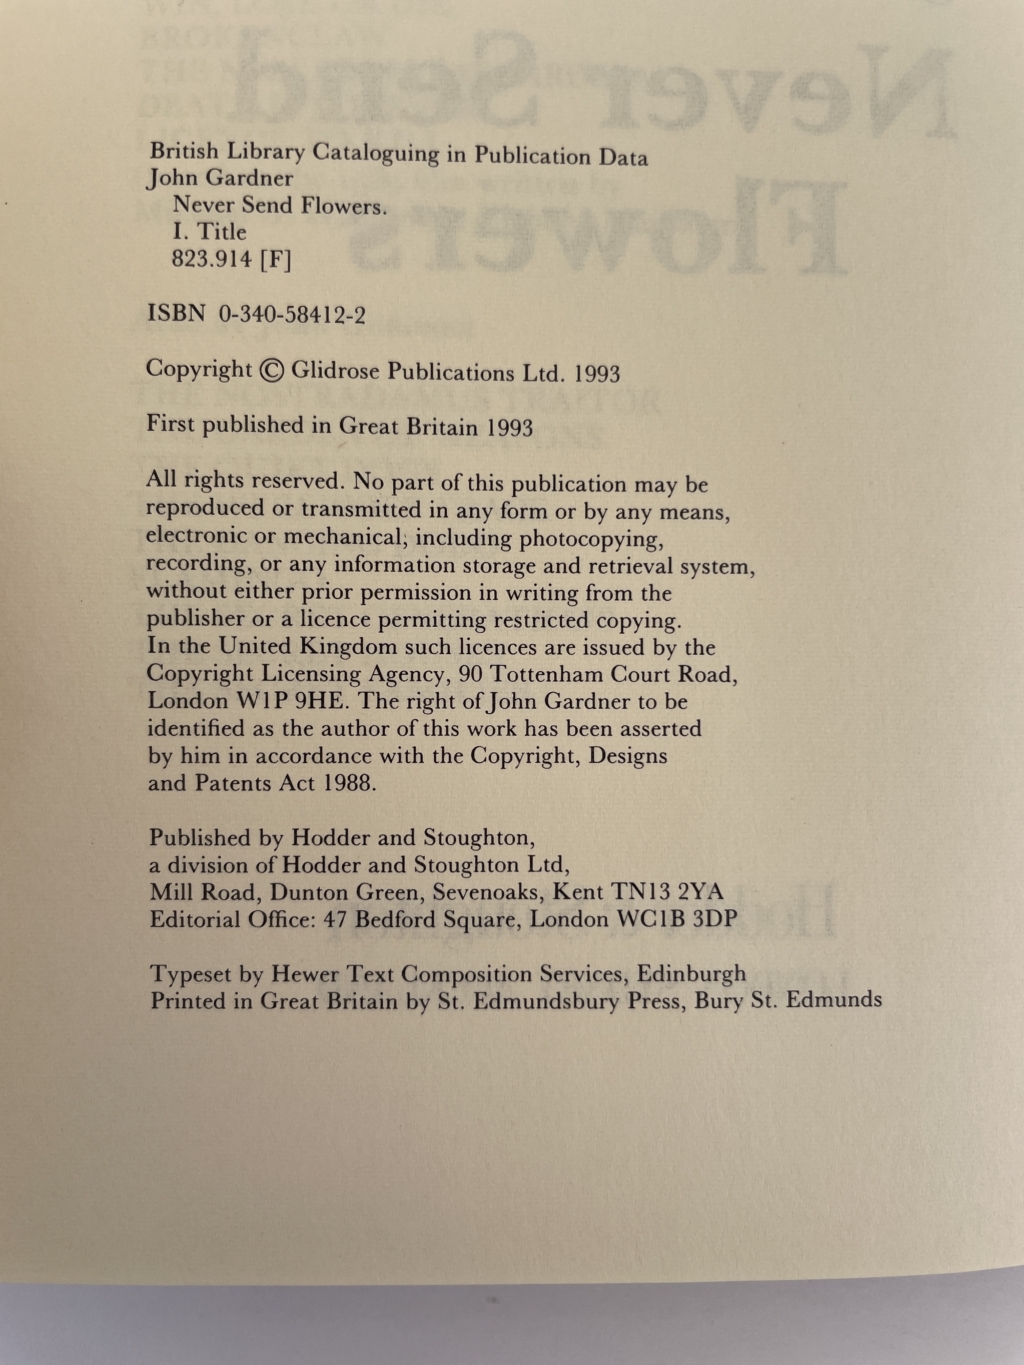 British Library Cataloguing in Publication Data
John Gardner
Never Send Flowers.
I. Title
823.914 [F]
ISBN 0-340-58412-2
Copyright © Glidrose Publications Ltd. 1993
First published in Great Britain 1993
All rights reserved. No part of this publication may be
reproduced or transmitted in any form or by any means,
electronic or mechanical, including photocopying,
recording, or any information storage and retrieval system,
without either prior permission in writing from the
publisher or a licence permitting restricted copying.
In the United Kingdom such licences are issued by the
Copyright Licensing Agency, 90 Tottenham Court Road,
London W1P 9HE. The right of John Gardner to be
identified as the author of this work has been asserted
by him in accordance with the Copyright, Designs
and Patents Act 1988.
Published by Hodder and Stoughton,
a division of Hodder and Stoughton Ltd,
Mill Road, Dunton Green, Sevenoaks, Kent TN13 2YA
Editorial Office: 47 Bedford Square, London WC1B 3DP
Typeset by Hewer Text Composition Services, Edinburgh
Printed in Great Britain by St. Edmundsbury Press, Bury St. Edmunds